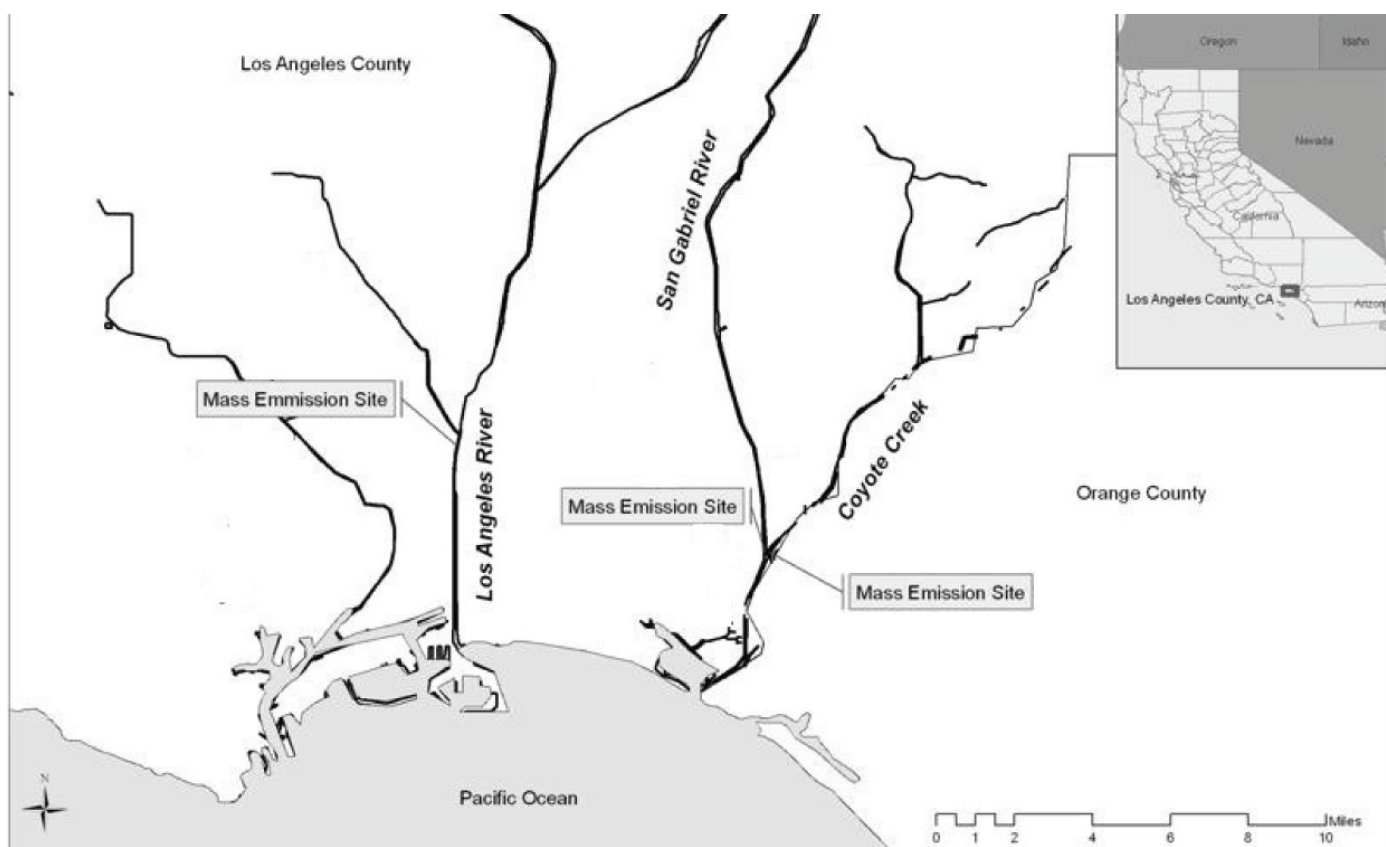 Los Angeles County
Oregon
Idaho
Nevada
California
Los Angeles County, CA
Arizon
San Gabriel River
Mass Emmission Site
Los Angeles River
Coyote Creek
Mass Emission Site
Orange County
Mass Emission Site
Pacific Ocean
N
Miles
0 1 2 4 6 8 10